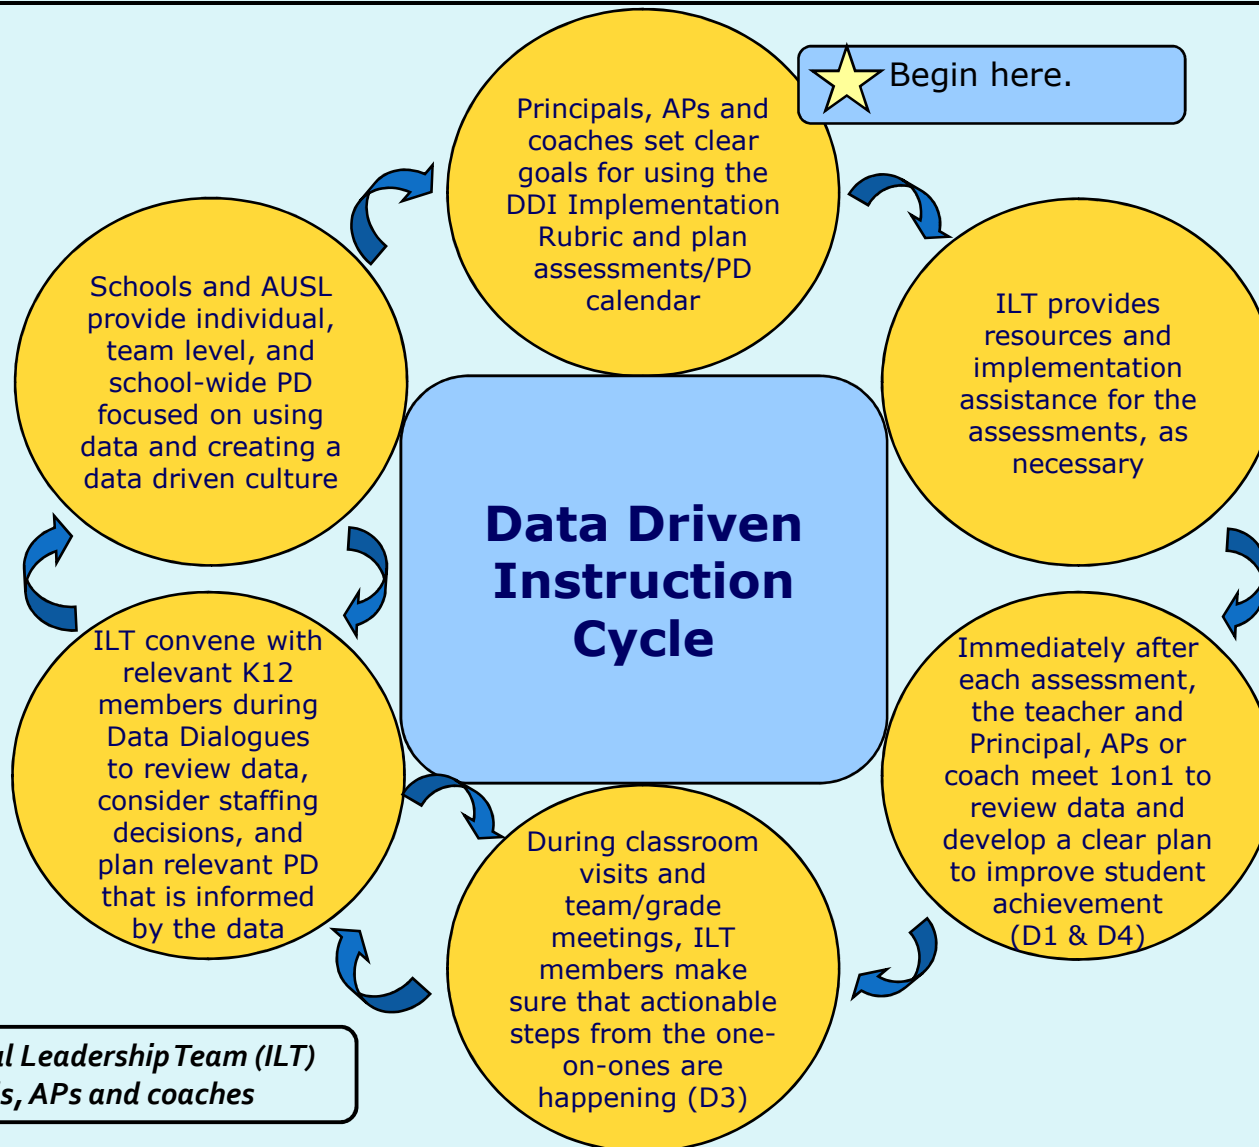 Begin here.
Principals, APs and
coaches set clear
goals for using the
DDI Implementation
Rubric and plan
assessments/PD
calendar
ILT provides
resources and
implementation
assistance for the
assessments, as
necessary
Immediately after
each assessment,
the teacher and
Principal, APs or
coach meet 1on1 to
review data and
develop a clear plan
to improve student
achievement
(D1 & D4)
During classroom
visits and
team/grade
meetings, ILT
members make
sure that actionable
steps from the one-
on-ones are
happening (D3)
ILT convene with
relevant K12
members during
Data Dialogues
to review data,
consider staffing
decisions, and
plan relevant PD
that is informed
by the data
Schools and AUSL
provide individual,
team level, and
school-wide PD
focused on using
data and creating a
data driven culture
Data Driven
Instruction
Cycle
Leadership Team (ILT)
, APs and coaches